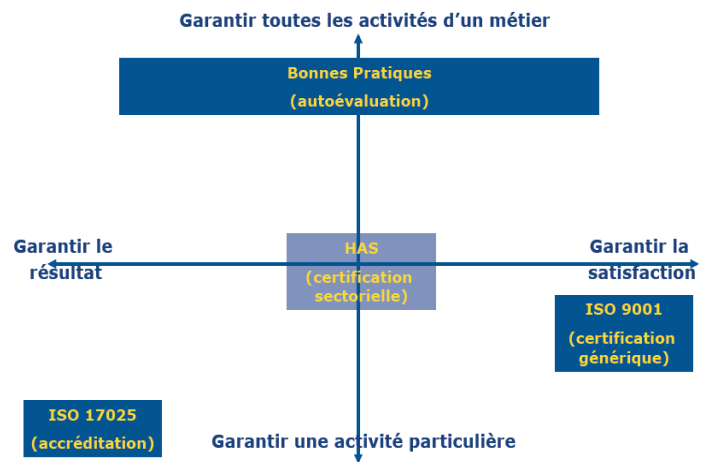 Garantir toutes les activités d'un métier
Bonnes Pratiques
(autoévaluation)
Garantir le
résultat
HAS
(certification
sectorielle)
Garantir la
satisfaction
ISO 9001
(certification
générique)
ISO 17025
(accréditation)
Garantir une activité particulière